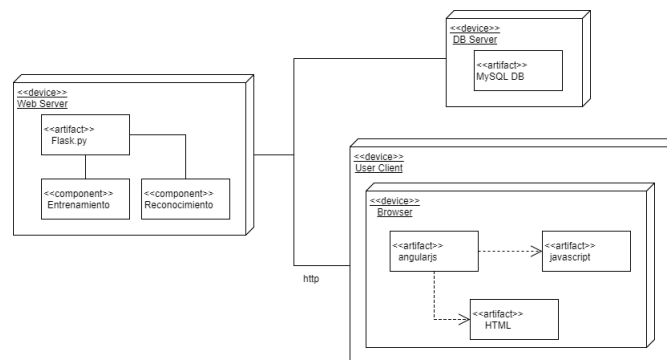 <<device>>
DB Server
<<artifact>>
MySQL DB
<<device>>
Web Server
<<artifact>>
Flask.py
<<component>>
Entrenamiento
<<component>>
Reconocimiento
http
<<device>>
User Client
<<device>>
Browser
<<artifact>>
angularjs
<<artifact>>
javascript
<<artifact>>
HTML